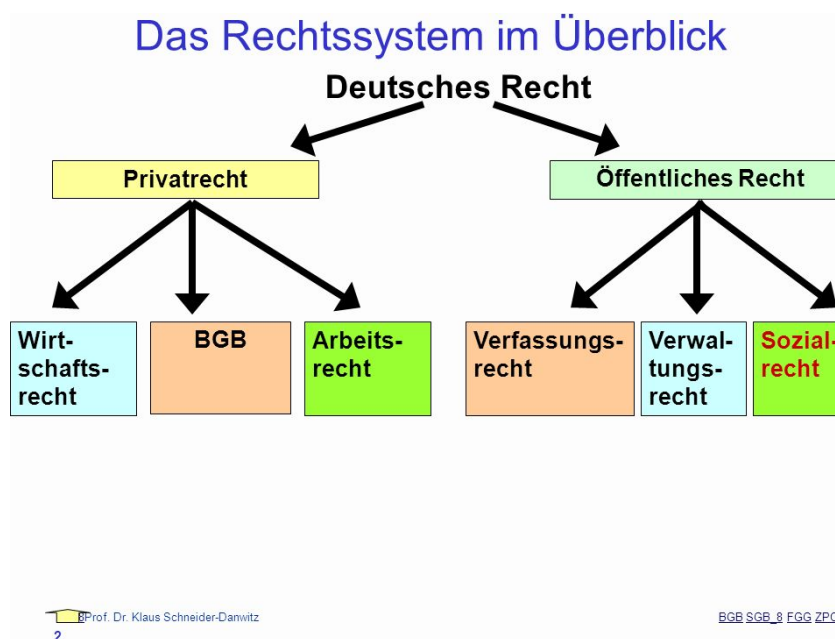 Das Rechtssystem im Überblick
Deutsches Recht
Privatrecht
Öffentliches Recht
Wirt-
schafts-
recht
BGB
Arbeits-
recht
Verfassungs-
recht
Verwal-
tungs-
recht
Sozial-
recht
Prof. Dr. Klaus Schneider-Danwitz
BGB SGB_8 FGG
2